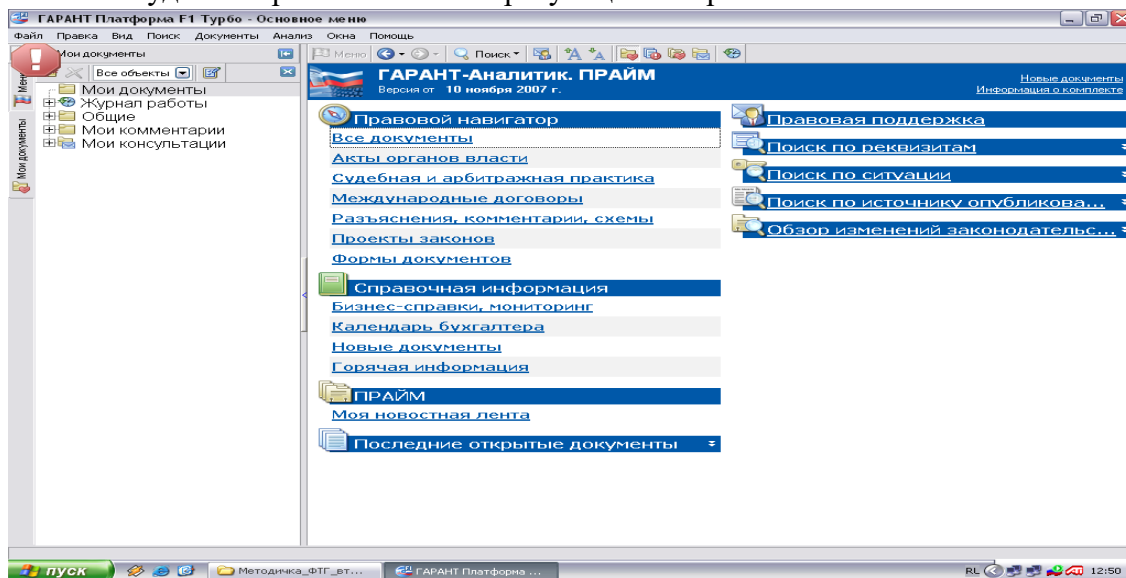 ГАРАНТ Платформа F1 Турбо - Основное меню
Файл Правка Вид Поиск Документы Анализ Окна Помощь
Мои документы
Меню Поиск
Все объекты
Мои документы
Журнал работы
Общие
Мои комментарии
Мои консультации
Мои документы
ГАРАНТ-Аналитик. ПРАЙМ
Версия от 10 ноября 2007 г.
Новые документы
Информация о комплекте
Правовой навигатор
Все документы
Акты органов власти
Судебная и арбитражная практика
Международные договоры
Разъяснения, комментарии, схемы
Проекты законов
Формы документов
Справочная информация
Бизнес-справки, мониторинг
Календарь бухгалтера
Новые документы
Горячая информация
ПРАЙМ
Моя новостная лента
Последние открытые документы
Правовая поддержка
Поиск по реквизитам
Поиск по ситуации
Поиск по источнику опубликова...
Обзор изменений законодательс...
пуск Методичка_ФТГ_вт... ГАРАНТ Платформа ... RL 12:50